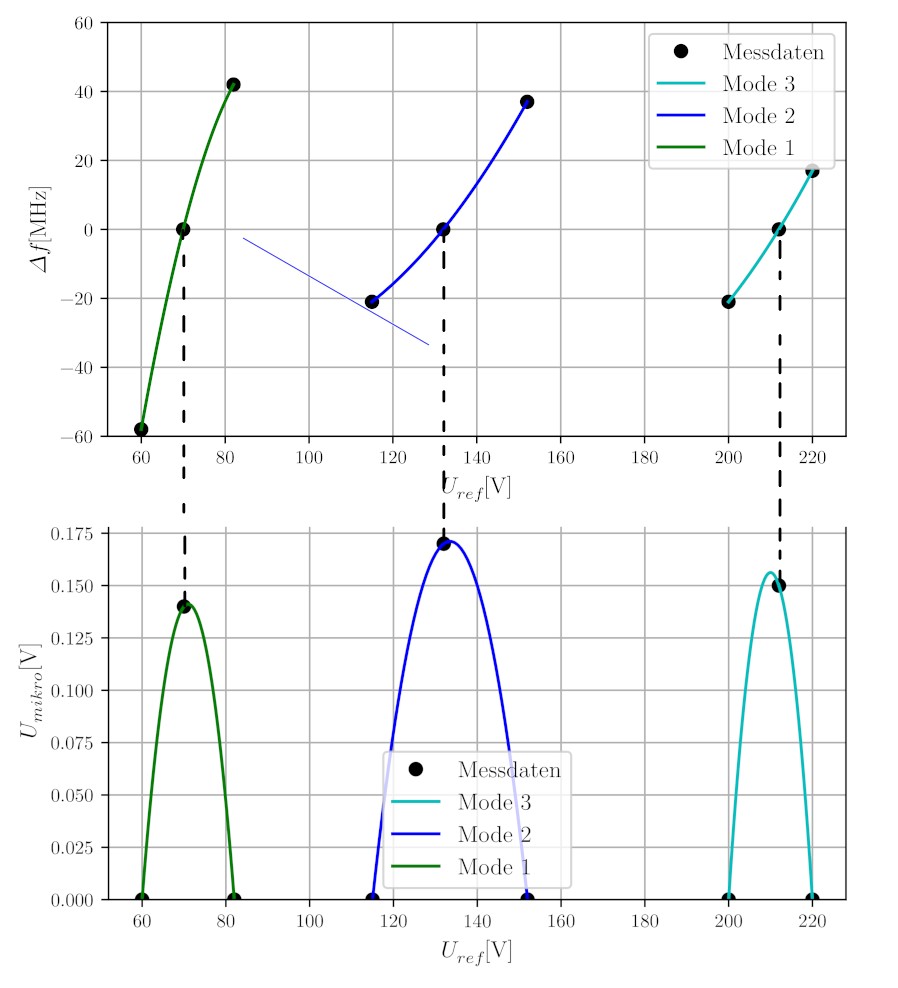 60
40
20
0
−20
−40
−60
Δf[MHz]
Messdaten
Mode 3
Mode 2
Mode 1
60 80 100 120 140 160 180 200 220
U_ref[V]
0.175
0.150
0.125
0.100
0.075
0.050
0.025
0.000
U_mikro[V]
Messdaten
Mode 3
Mode 2
Mode 1
60 80 100 120 140 160 180 200 220
U_ref[V]